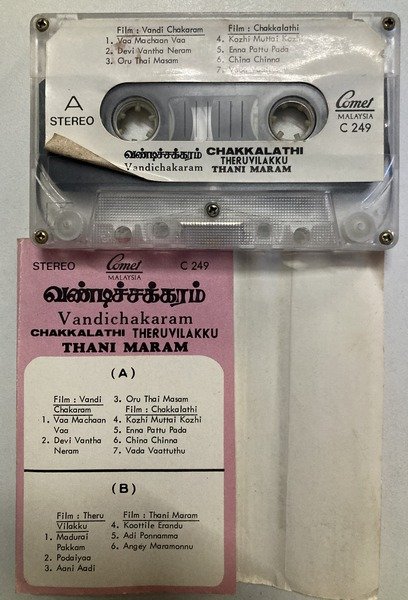 Film : Vandi Chakaram
1. Vaa Machaan Vaa
2. Devi Vantha Neram
3. Oru Thai Masam
Film : Chakkalathi
4. Kozhi Muttai Kozhi
5. Enna Pattu Pada
6. China Chinna
7.
A
STEREO
Comet
MALAYSIA
C 249
வண்டிச்சக்கரம் CHAKKALATHI
THERUVILAKKU
Vandichakaram THANI MARAM
STEREO Comet C 249
MALAYSIA
வண்டிச்சக்கரம்
Vandichakaram
CHAKKALATHI THERUVILAKKU
THANI MARAM
(A)
Film : Vandi
Chakaram
1. Vaa Machaan
Vaa
2. Devi Vantha
Neram
3. Oru Thai Masam
Film : Chakkalathi
4. Kozhi Muttai Kozhi
5. Enna Pattu Pada
6. China Chinna
7. Vada Vaattuthu
(B)
Film : Theru
Vilakku
1. Madurai
Pakkam
2. Podaiyaa
3. Aani Aadi
Film : Thani Maram
4. Kaottile Erandu
5. Adi Ponnamma
6. Angey Maramonnu